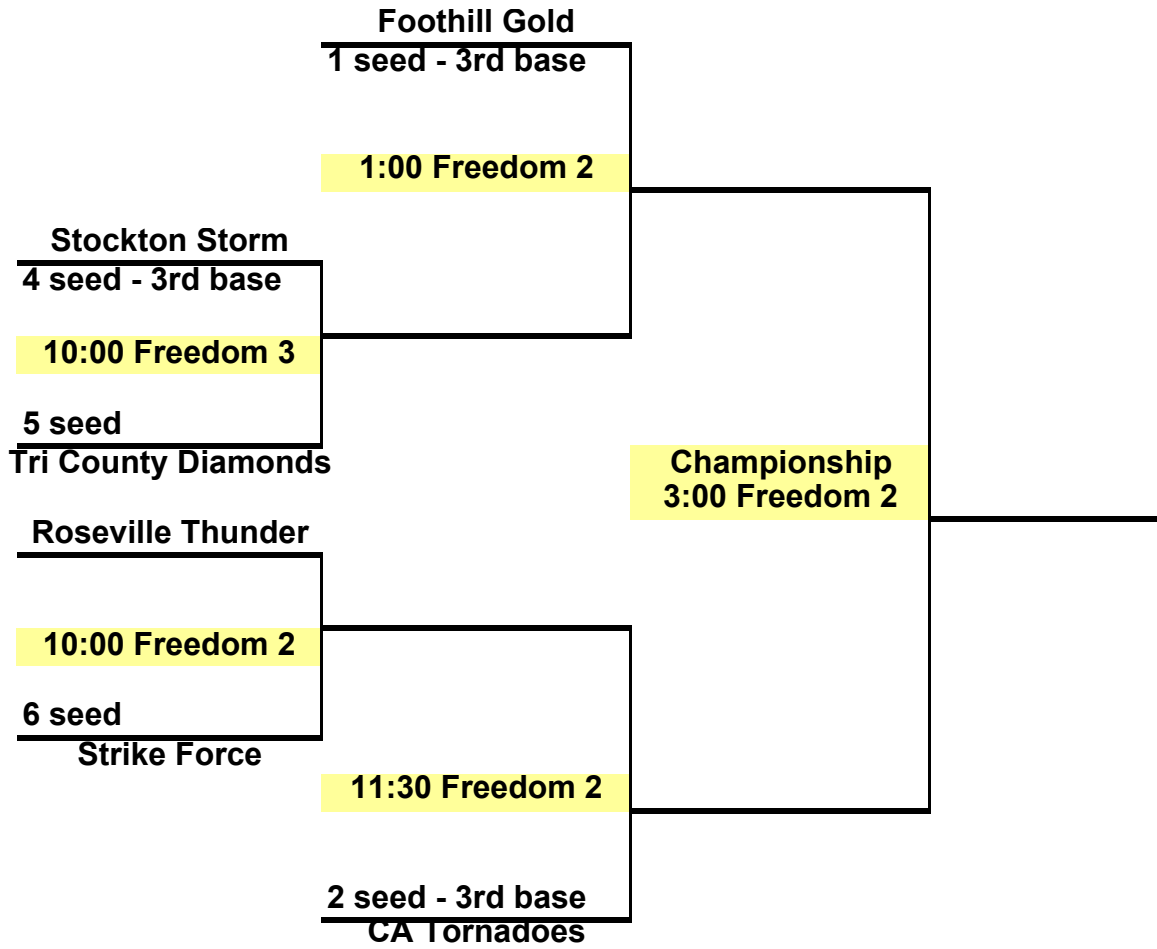 Foothill Gold
1 seed - 3rd base
1:00 Freedom 2
Stockton Storm
4 seed - 3rd base
10:00 Freedom 3
5 seed
Tri County Diamonds
Championship
3:00 Freedom 2
Roseville Thunder
10:00 Freedom 2
6 seed
Strike Force
11:30 Freedom 2
2 seed - 3rd base
CA Tornadoes